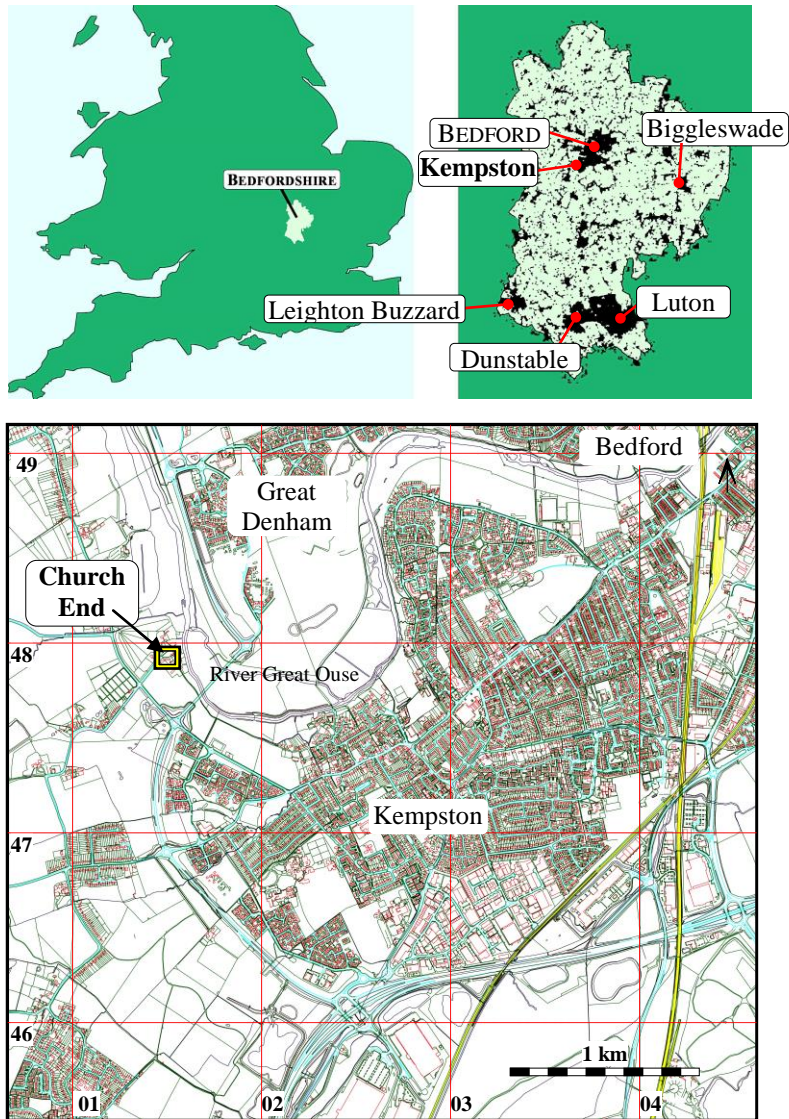 BEDFORDSHIRE
BEDFORD
Biggleswade
Kempston
Leighton Buzzard
Luton
Dunstable
49
Bedford
Great
Denham
Church
End
48
River Great Ouse
Kempston
47
46
1 km
01
02
03
04